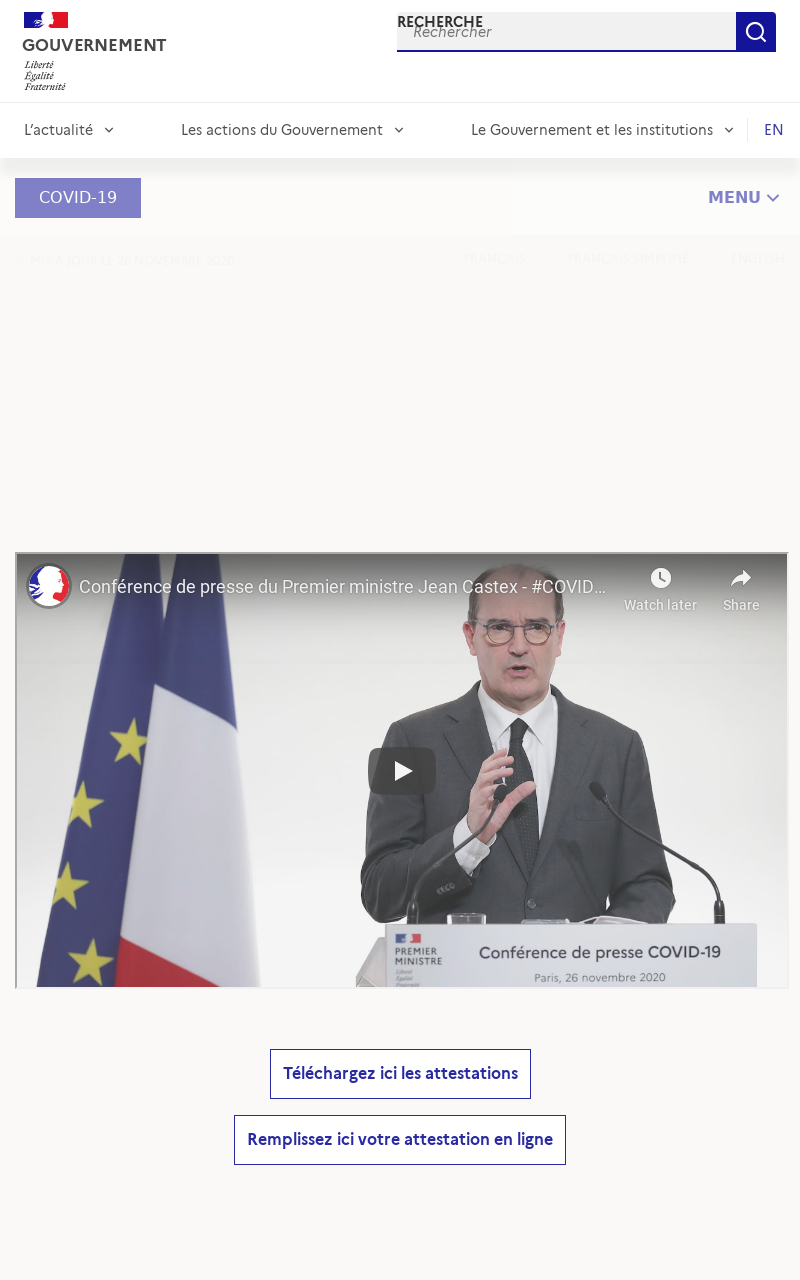 GOUVERNEMENT
Liberté
Égalité
Fraternité
RECHERCHE
Rechercher
L’actualité
Les actions du Gouvernement
Le Gouvernement et les institutions
EN
COVID-19
MENU
FRANÇAIS
FRANÇAIS SIMPLIFIÉ
ENGLISH
MIS À JOUR LE 26 NOVEMBRE 2020
Conférence de presse du Premier ministre Jean Castex - #COVID…
Watch later
Share
PREMIER
MINISTRE
Liberté
Égalité
Conférence de presse COVID-19
Paris, 26 novembre 2020
Téléchargez ici les attestations
Remplissez ici votre attestation en ligne